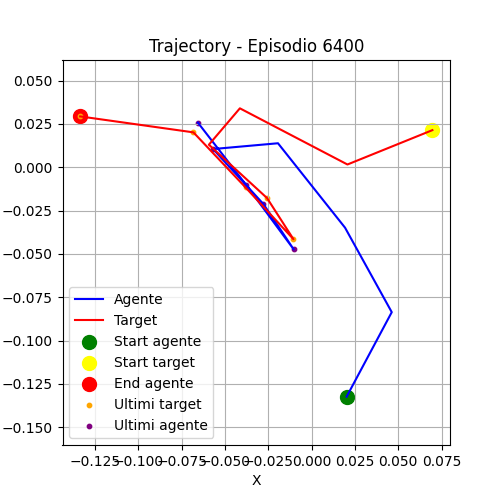 Trajectory - Episodio 6400
0.050
0.025
0.000
−0.025
−0.050
−0.075
−0.100
−0.125
−0.150
Agente
Target
Start agente
Start target
End agente
Ultimi target
Ultimi agente
−0.125−0.100−0.075−0.050−0.025 0.000 0.025 0.050 0.075
X